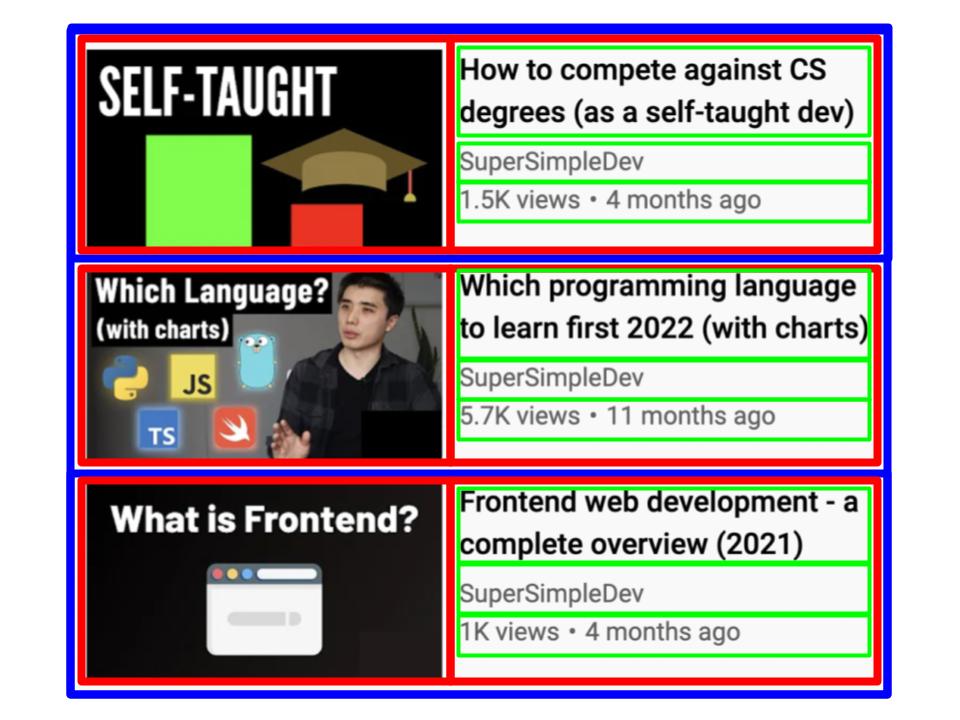 SELF-TAUGHT
How to compete against CS
degrees (as a self-taught dev)
SuperSimpleDev
1.5K views • 4 months ago
Which Language?
(with charts)
JS
TS
Which programming language
to learn first 2022 (with charts)
SuperSimpleDev
5.7K views • 11 months ago
What is Frontend?
Frontend web development - a
complete overview (2021)
SuperSimpleDev
1K views • 4 months ago